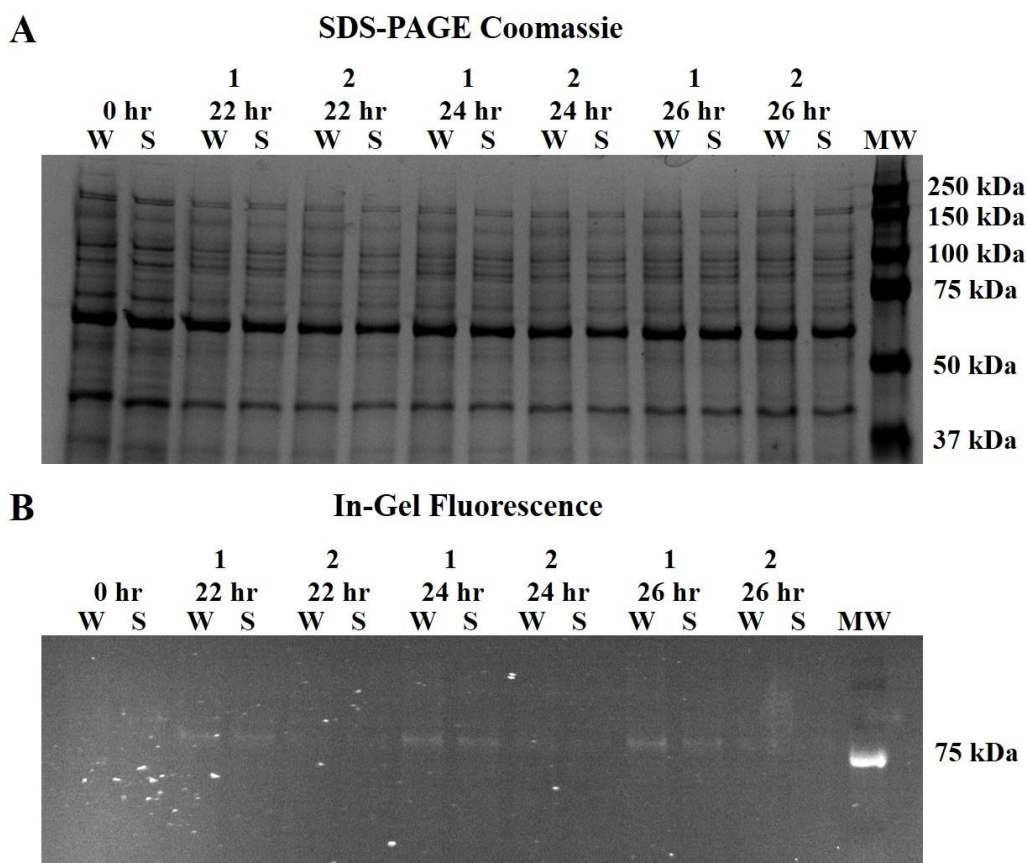 A
SDS-PAGE Coomassie
1 2 1 2 1 2
0 hr 22 hr 22 hr 24 hr 24 hr 26 hr 26 hr
W S W S W S W S W S W S W S MW
250 kDa
150 kDa
100 kDa
75 kDa
50 kDa
37 kDa
B
In-Gel Fluorescence
1 2 1 2 1 2
0 hr 22 hr 22 hr 24 hr 24 hr 26 hr 26 hr
W S W S W S W S W S W S W S MW
75 kDa